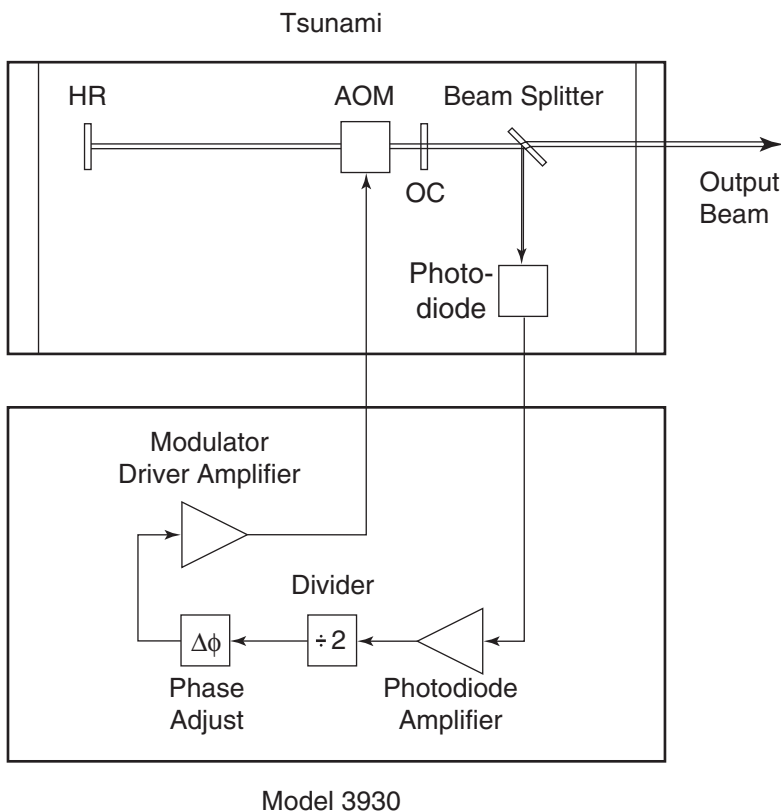 Tsunami
HR
AOM
Beam Splitter
OC
Output
Beam
Photo-
diode
Modulator
Driver Amplifier
Divider
Δϕ
÷2
Phase
Adjust
Photodiode
Amplifier
Model 3930